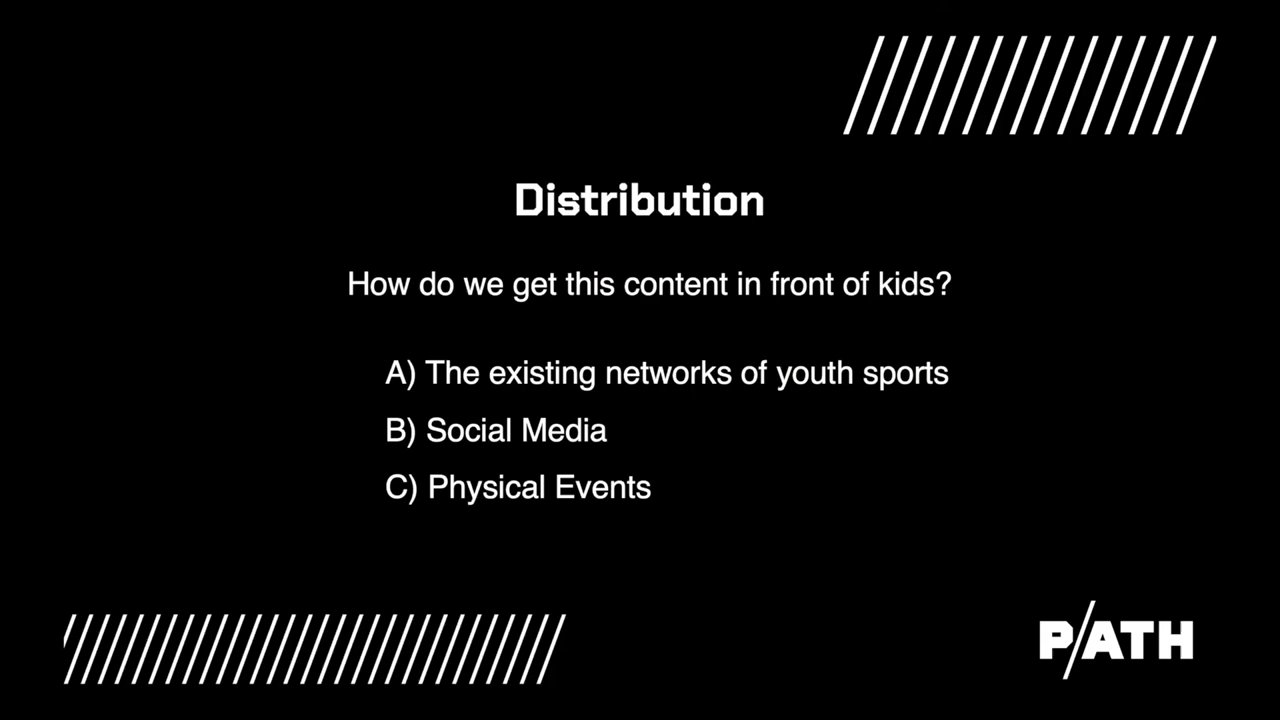 Distribution
How do we get this content in front of kids?
A) The existing networks of youth sports
B) Social Media
C) Physical Events
P/ATH